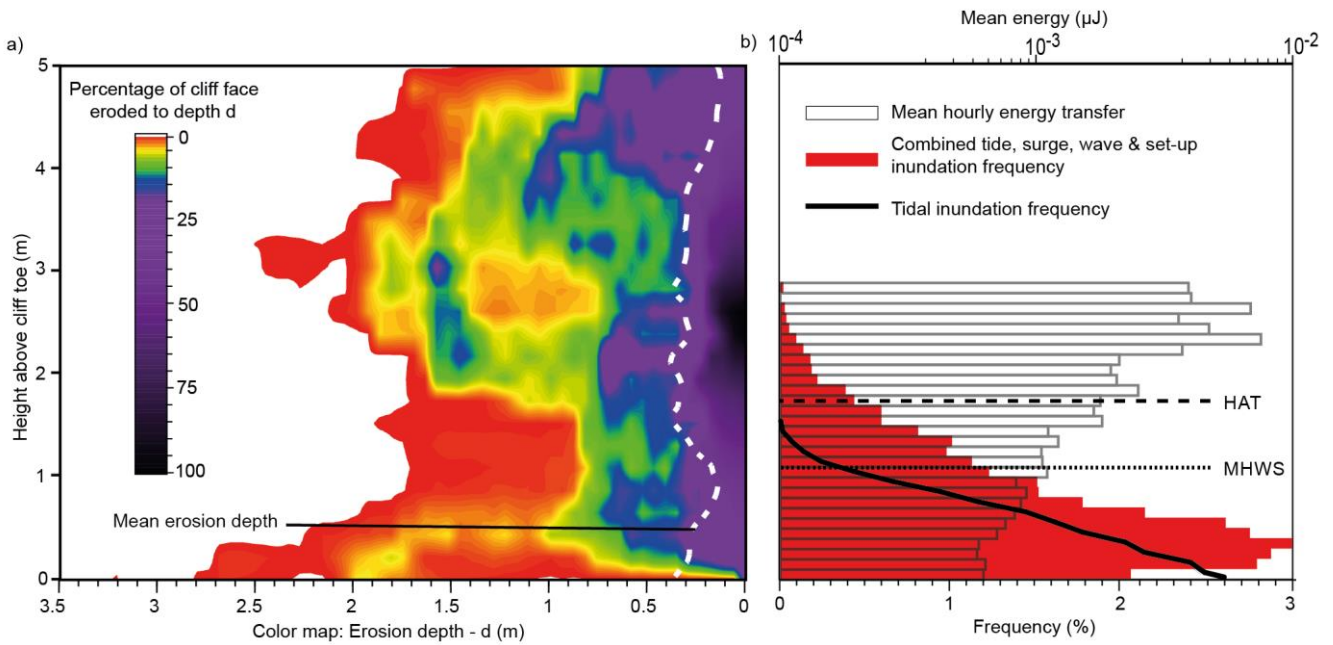 a)
Percentage of cliff face
eroded to depth d
0
25
50
75
100
5
4
3
2
1
0
Height above cliff toe (m)
Mean erosion depth
3.5 3 2.5 2 1.5 1 0.5 0
Color map: Erosion depth - d (m)
b)
Mean energy (μJ)
10-4 10-3 10-2
Mean hourly energy transfer
Combined tide, surge, wave & set-up
inundation frequency
Tidal inundation frequency
HAT
MHWS
0 1 2 3
Frequency (%)